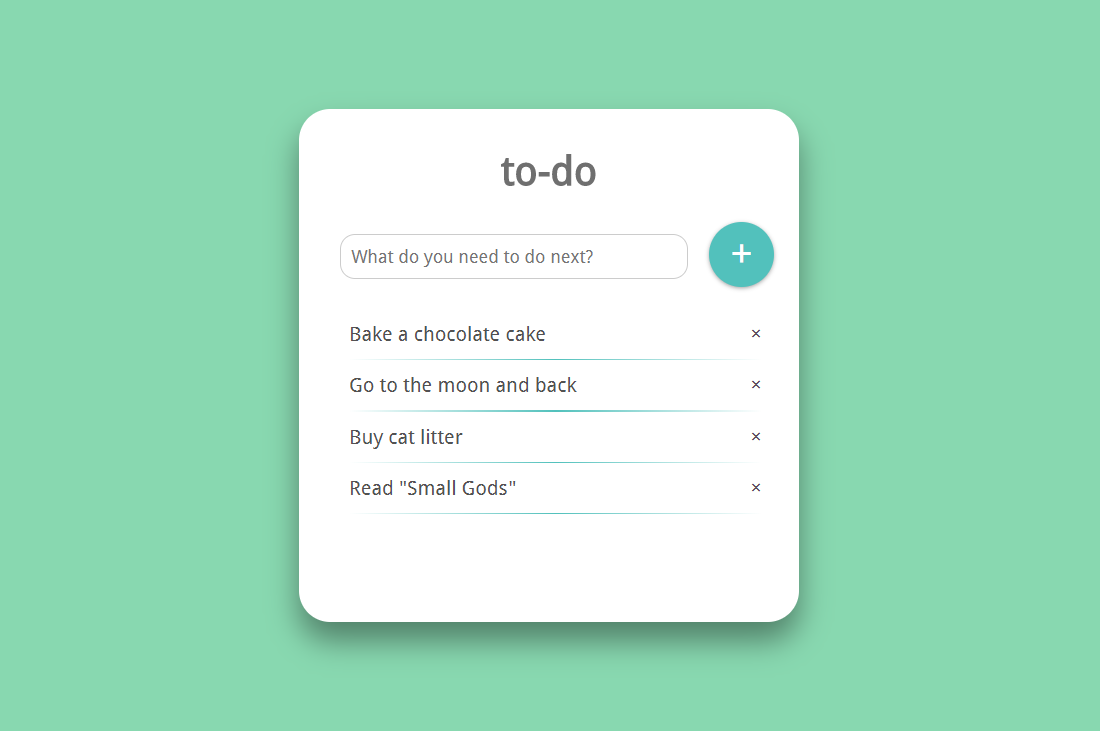 to-do
What do you need to do next?
+
Bake a chocolate cake ×
Go to the moon and back ×
Buy cat litter ×
Read "Small Gods" ×